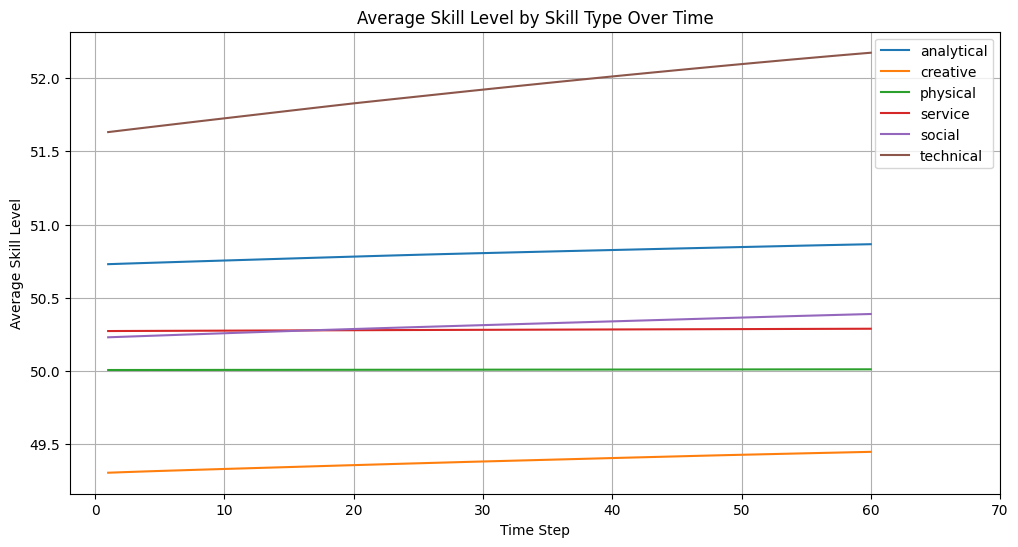 Average Skill Level by Skill Type Over Time
analytical
creative
physical
service
social
technical
52.0
51.5
51.0
50.5
50.0
49.5
Average Skill Level
0 10 20 30 40 50 60 70
Time Step